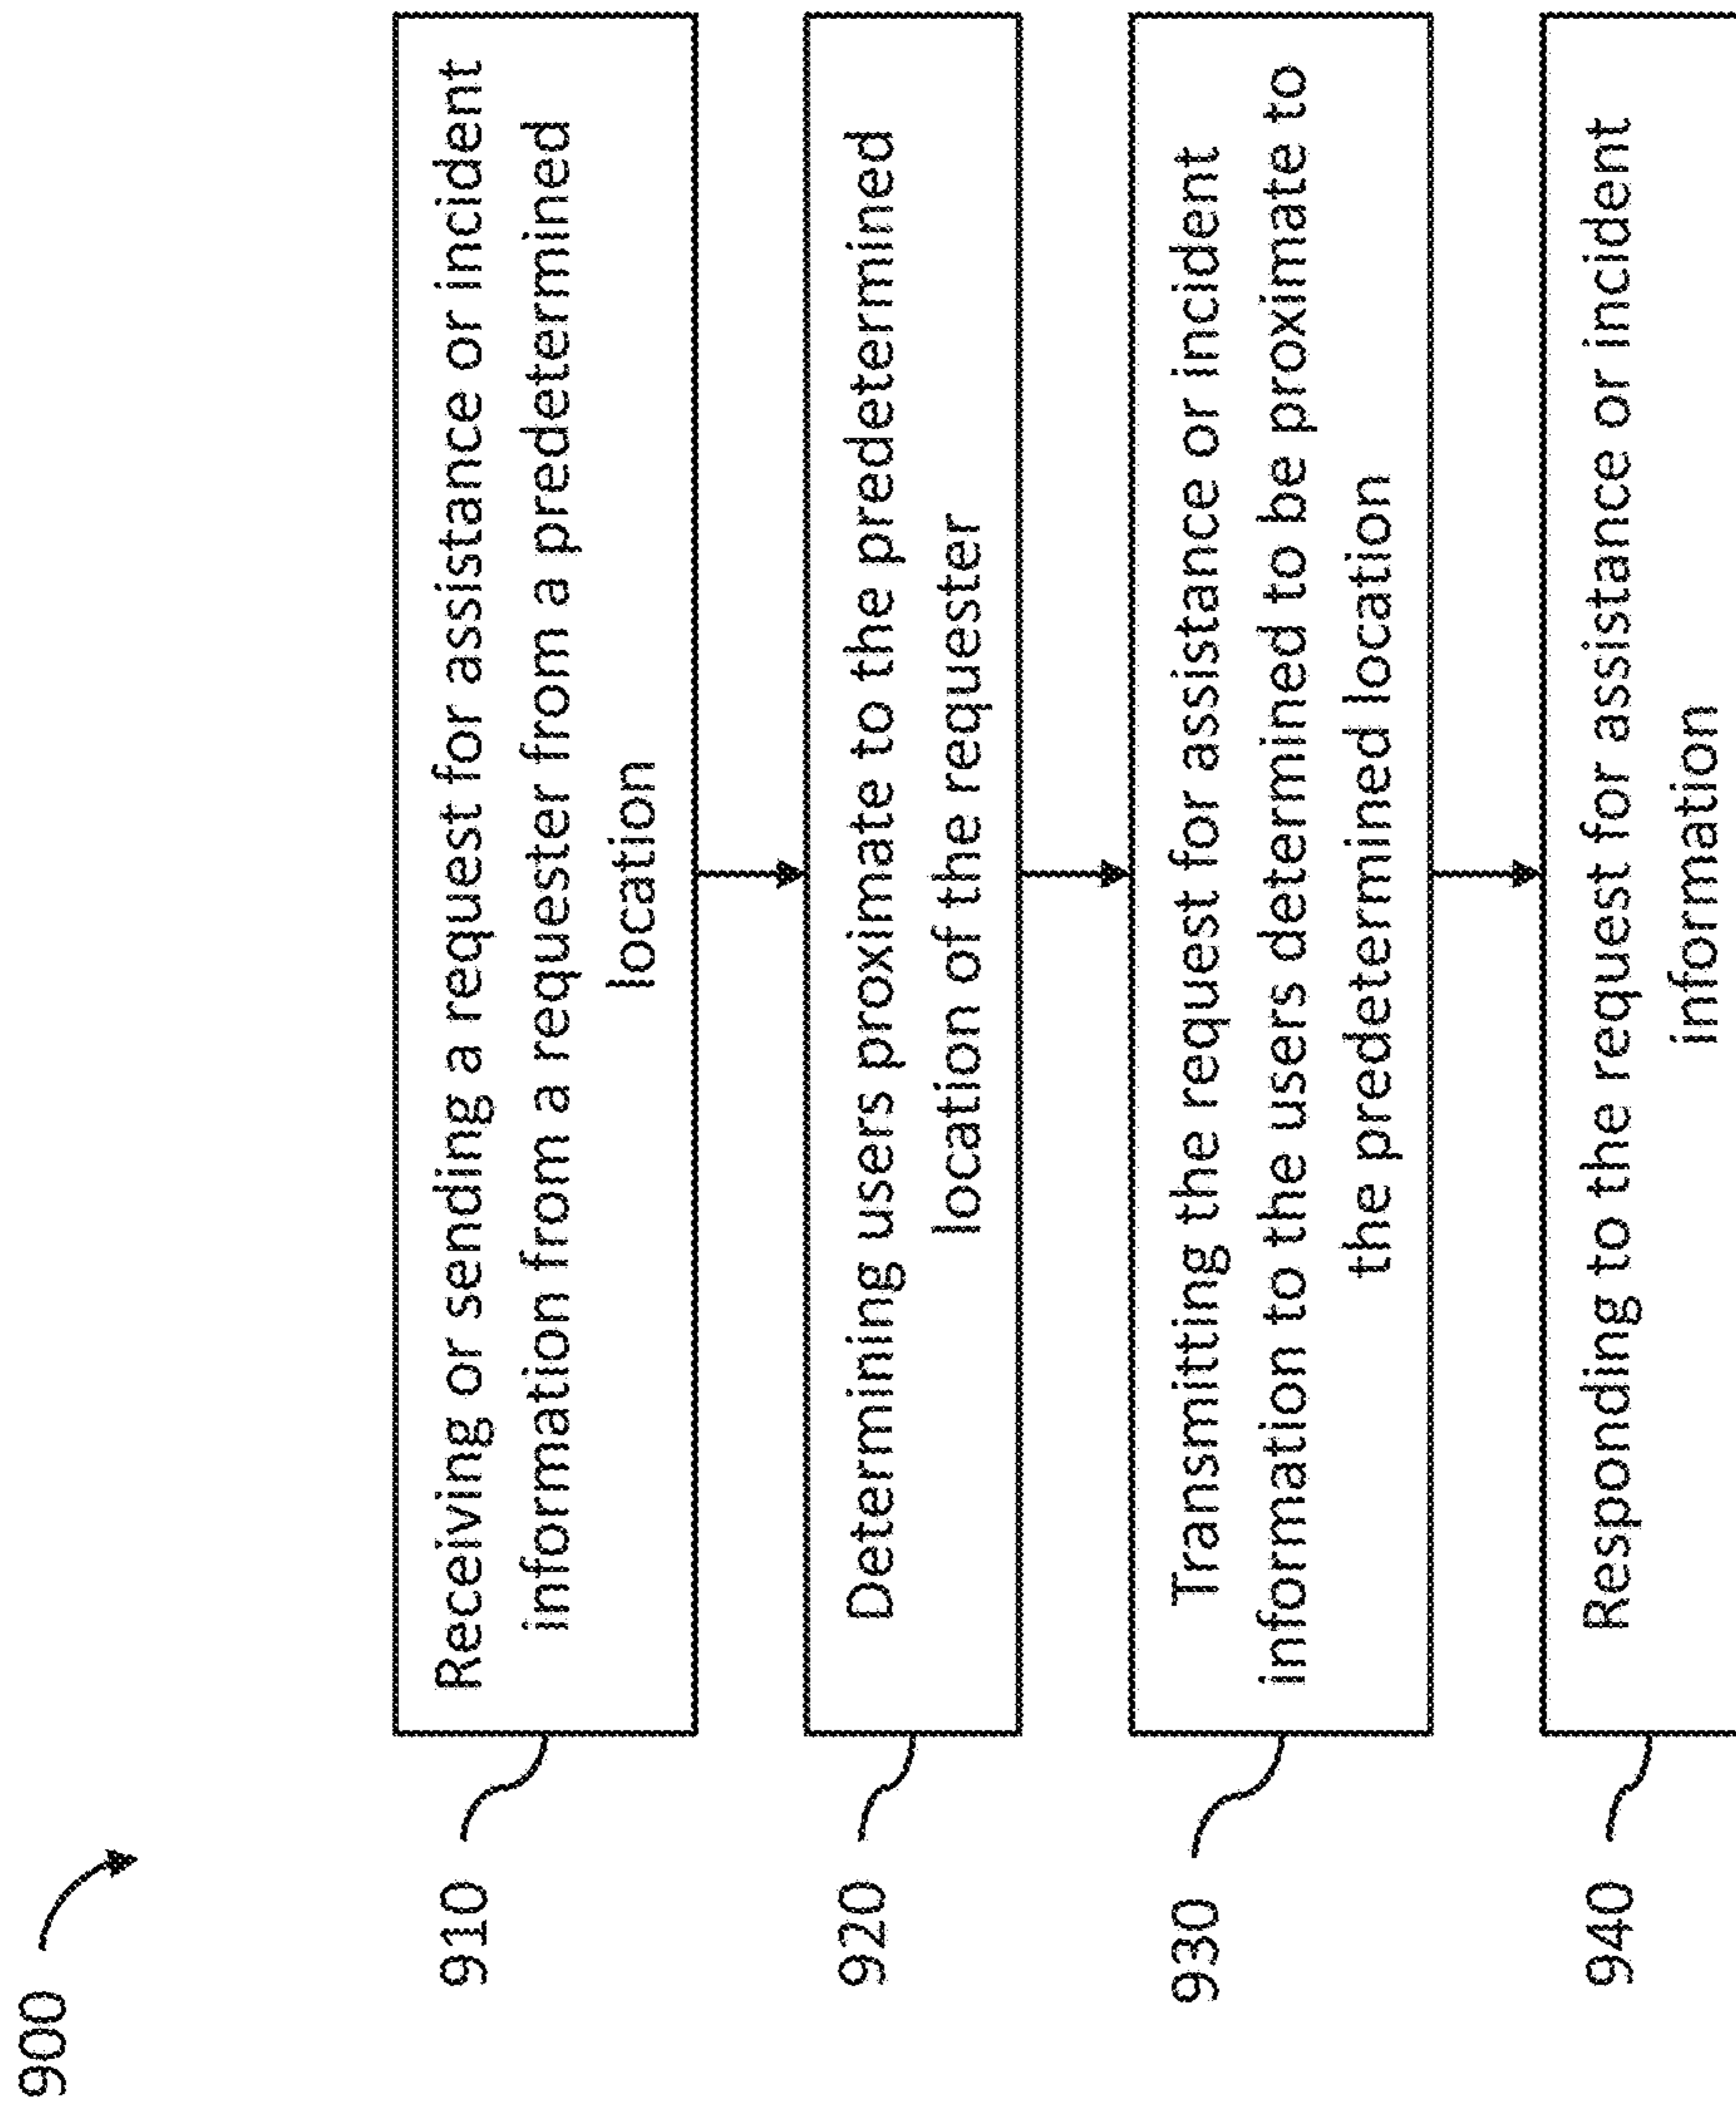 900
910
Receiving or sending a request for assistance or incident
information from a requester from a predetermined
location
920
Determining users proximate to the predetermined
location of the requester
930
Transmitting the request for assistance or incident
information to the users determined to be proximate to
the predetermined location
940
Responding to the request for assistance or incident
information